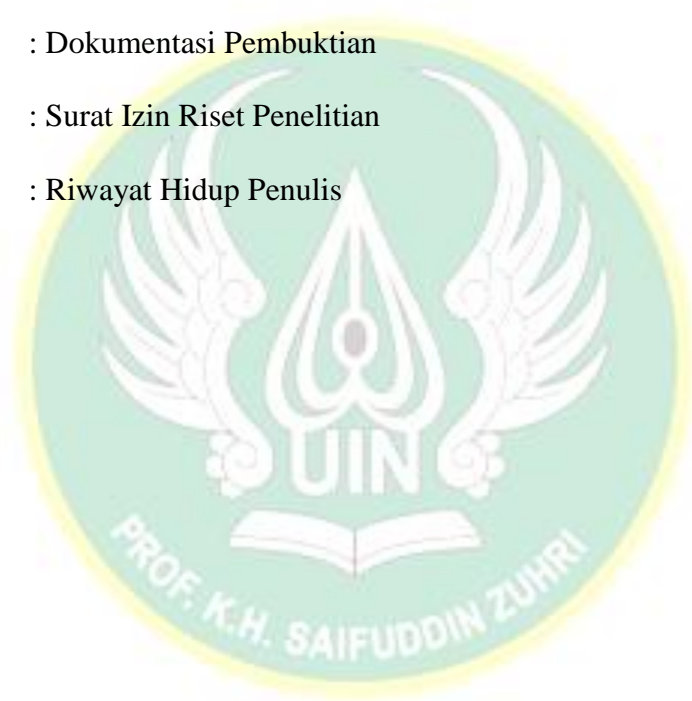 : Dokumentasi Pembuktian
: Surat Izin Riset Penelitian
: Riwayat Hidup Penulis
UIN
PROF. K.H. SAIFUDDIN ZUHRI